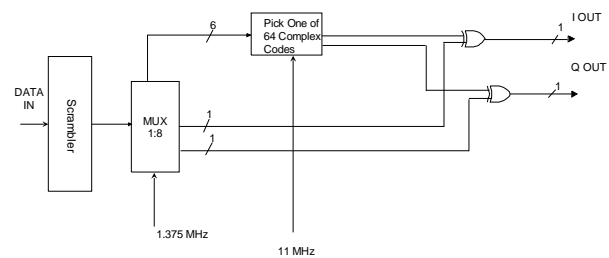 6
Pick One of
64 Complex
Codes
1
I OUT
Q OUT
1
DATA
IN
Scrambler
MUX
1:8
1
1
1.375 MHz
11 MHz